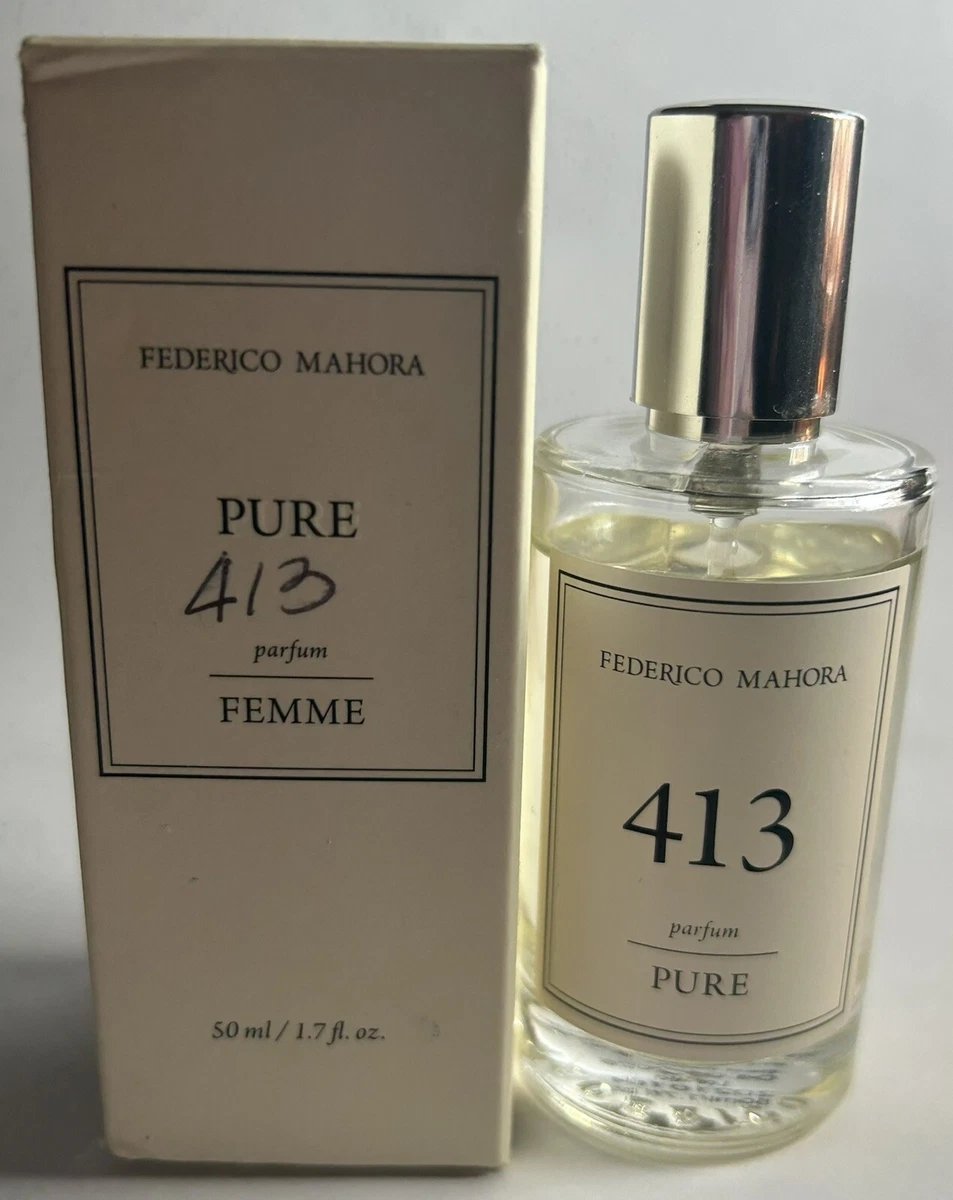 FEDERICO MAHORA
PURE
413
parfum
FEMME
50 ml / 1.7 fl. oz.
FEDERICO MAHORA
413
parfum
PURE